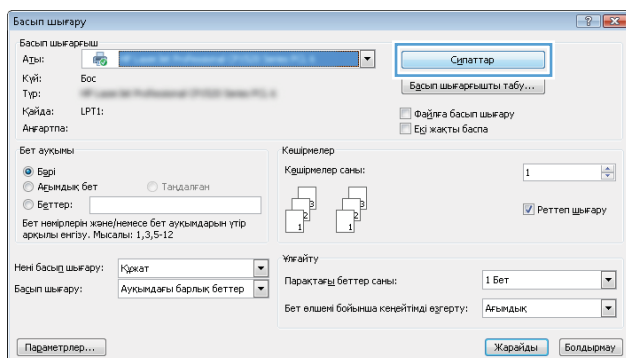 Басып шығару
Басып шығарғыш
Аты:
Сипаттар
Күй: Бос
Басып шығарғышты табу...
Түр:
Қайда: LPT1:
Файлға басып шығару
Аңғартпа:
Екі жақты баспа
Бет ауқымы
Бәрі
Ағымдық бет Таңдалған
Беттер:
Бет нөмірлерін және/немесе бет ауқымдарын үтір
арқылы енгізу. Мысалы: 1,3,5-12
Көшірмелер
Көшірмелер саны: 1
Реттеп шығару
Нені басып шығару: Құжат
Басып шығару: Ауқымдағы барлық беттер
Ұлғайту
Парақтағы беттер саны: 1 Бет
Бет өлшемі бойынша кеңейтімді өзгерту: Ағымдық
Параметрлер...
Жарайды
Болдырмау